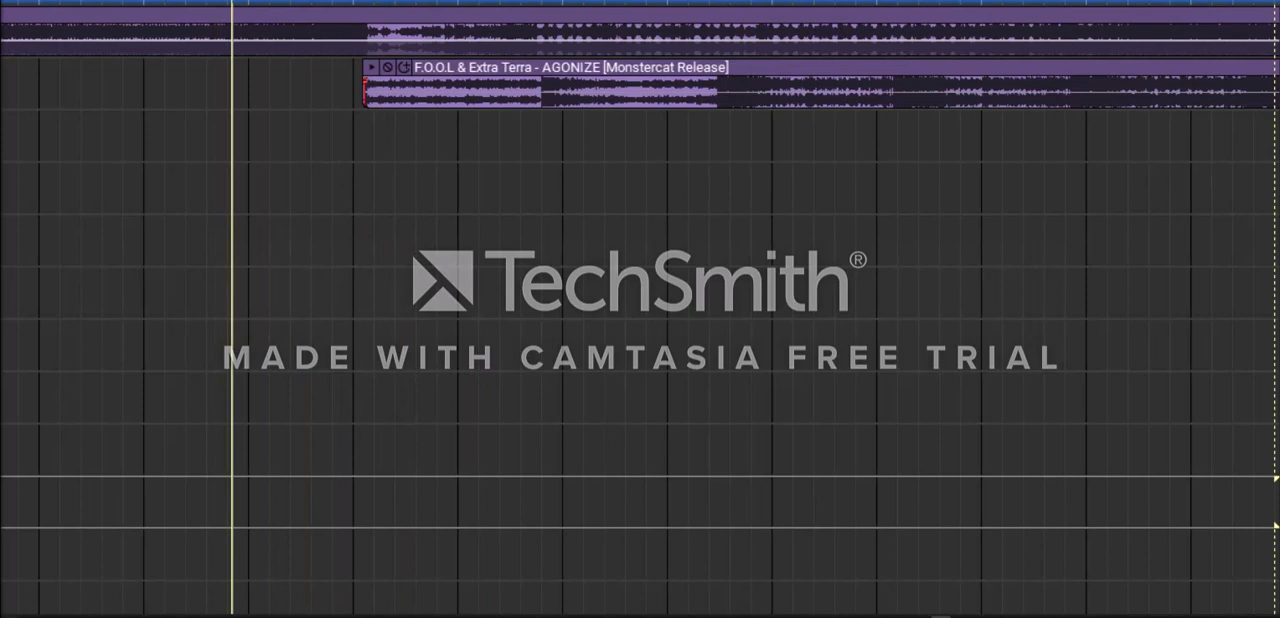 F.O.O.L & Extra Terra - AGONIZE [Monstercat Release]
TechSmith®
MADE WITH CAMTASIA FREE TRIAL